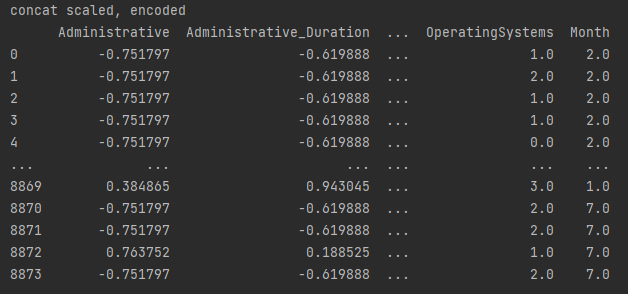 concat scaled, encoded
Administrative Administrative_Duration ... OperatingSystems Month
0 -0.751797 -0.619888 ... 1.0 2.0
1 -0.751797 -0.619888 ... 2.0 2.0
2 -0.751797 -0.619888 ... 1.0 2.0
3 -0.751797 -0.619888 ... 1.0 2.0
4 -0.751797 -0.619888 ... 0.0 2.0
... ... ... ... ... ...
8869 0.384865 0.943045 ... 3.0 1.0
8870 -0.751797 -0.619888 ... 2.0 7.0
8871 -0.751797 -0.619888 ... 2.0 7.0
8872 0.763752 0.188525 ... 1.0 7.0
8873 -0.751797 -0.619888 ... 2.0 7.0